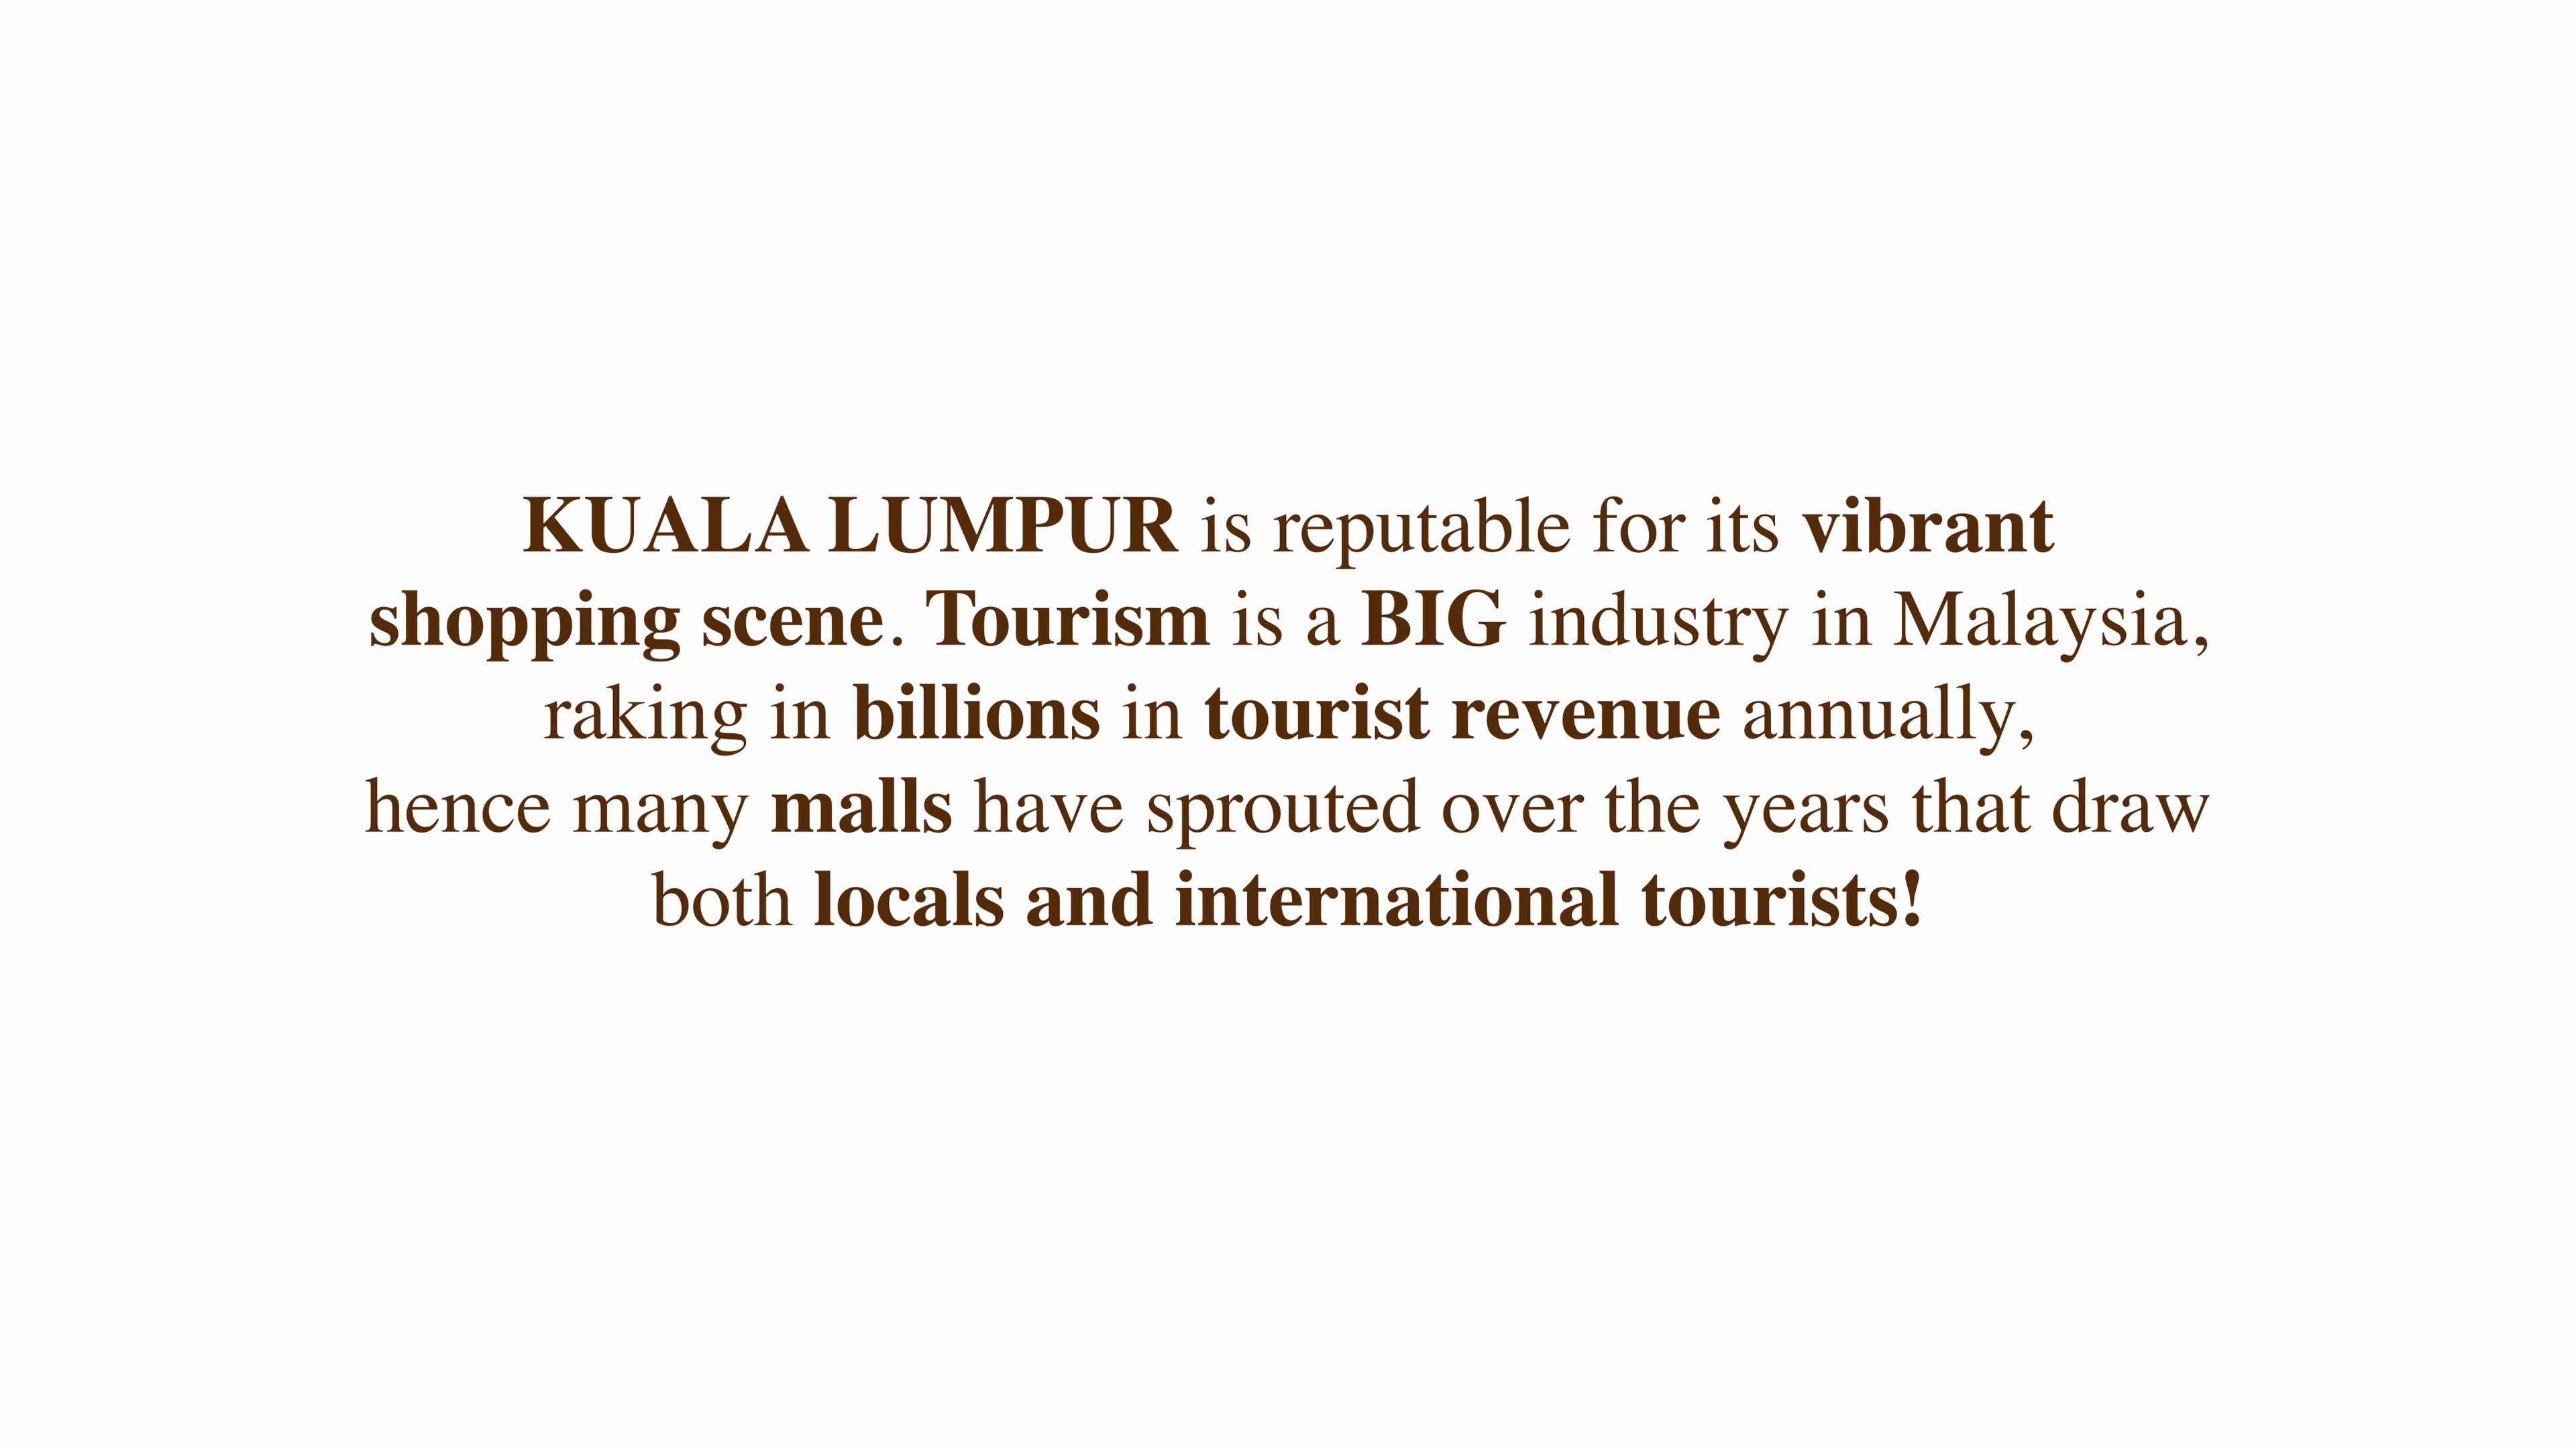 KUALA LUMPUR is reputable for its vibrant
shopping scene. Tourism is a BIG industry in Malaysia,
raking in billions in tourist revenue annually,
hence many malls have sprouted over the years that draw
both locals and international tourists!